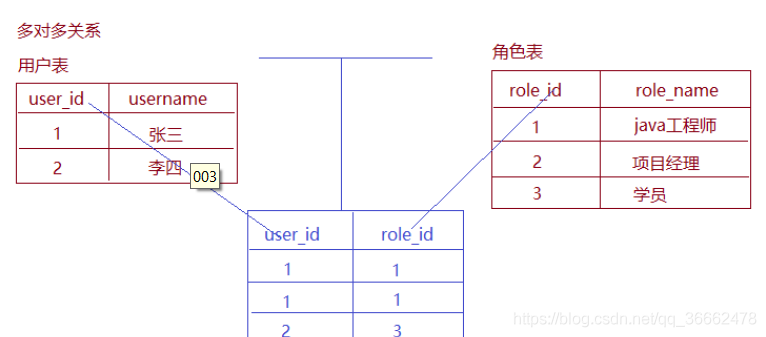 多对多关系
用户表
user_id username
1 张三
2 李四
003
角色表
role_id role_name
1 java工程师
2 项目经理
3 学员
user_id role_id
1 1
1 1
2 3
https://blog.csdn.net/qq_36662478